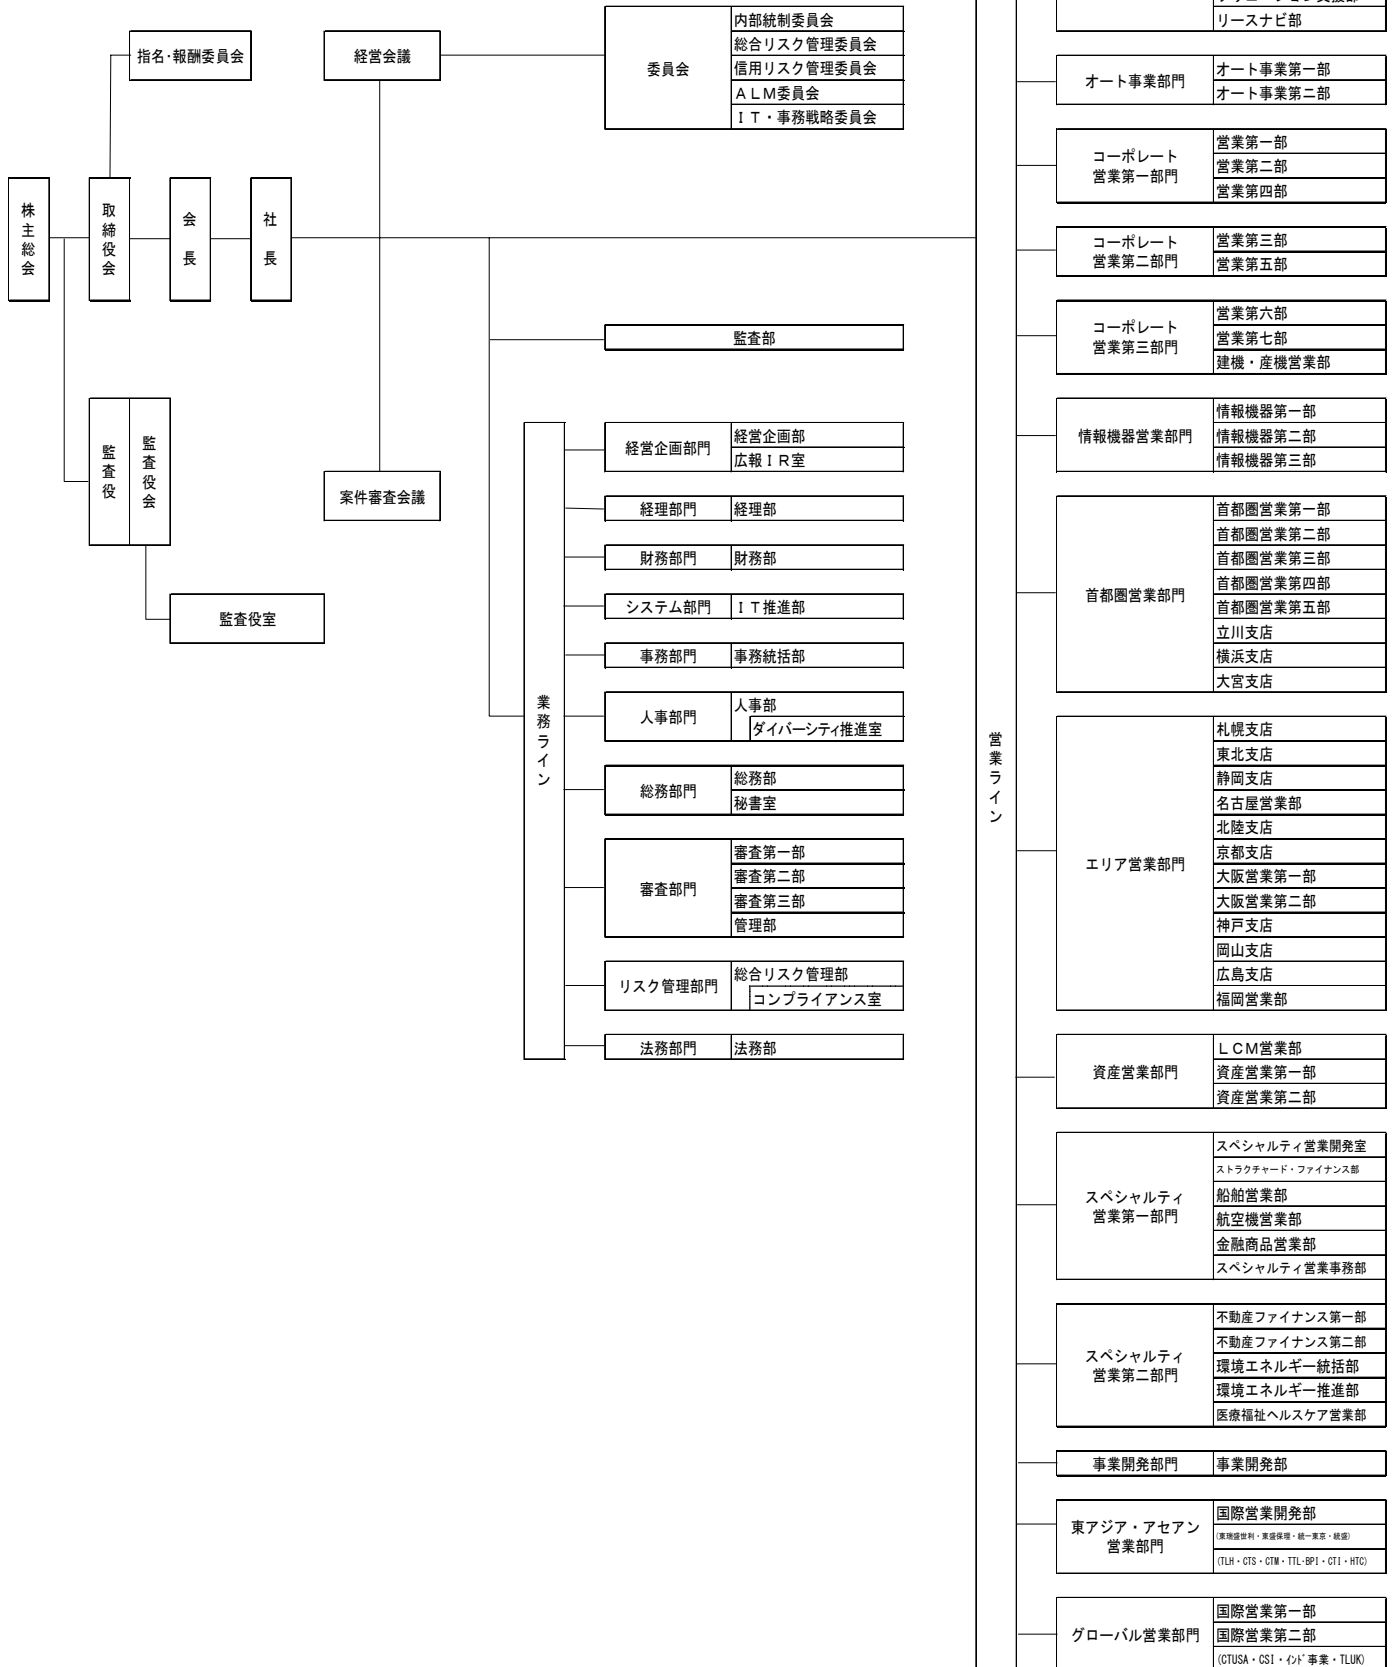 指名・報酬委員会
経営会議
委員会
内部統制委員会
総合リスク管理委員会
信用リスク管理委員会
ＡＬＭ委員会
ＩＴ・事務戦略委員会
株主総会
取締役会
会長
社長
監査役
監査役会
監査役室
案件審査会議
監査部
業務ライン
経営企画部門
経営企画部
広報ＩＲ室
経理部門
経理部
財務部門
財務部
システム部門
ＩＴ推進部
事務部門
事務統括部
人事部門
人事部
ダイバーシティ推進室
総務部門
総務部
秘書室
審査部門
審査第一部
審査第二部
審査第三部
管理部
リスク管理部門
総合リスク管理部
コンプライアンス室
法務部門
法務部
営業ライン
リースナビ部
オート事業部門
オート事業第一部
オート事業第二部
コーポレート
営業第一部門
営業第一部
営業第二部
営業第四部
コーポレート
営業第二部門
営業第三部
営業第五部
コーポレート
営業第三部門
営業第六部
営業第七部
建機・産機営業部
情報機器営業部門
情報機器第一部
情報機器第二部
情報機器第三部
首都圏営業部門
首都圏営業第一部
首都圏営業第二部
首都圏営業第三部
首都圏営業第四部
首都圏営業第五部
立川支店
横浜支店
大宮支店
エリア営業部門
札幌支店
東北支店
静岡支店
名古屋営業部
北陸支店
京都支店
大阪営業第一部
大阪営業第二部
神戸支店
岡山支店
広島支店
福岡営業部
資産営業部門
ＬＣＭ営業部
資産営業第一部
資産営業第二部
スペシャルティ
営業第一部門
スペシャルティ営業開発室
ストラクチャード・ファイナンス部
船舶営業部
航空機営業部
金融商品営業部
スペシャルティ営業事務部
スペシャルティ
営業第二部門
不動産ファイナンス第一部
不動産ファイナンス第二部
環境エネルギー統括部
環境エネルギー推進部
医療福祉ヘルスケア営業部
事業開発部門
事業開発部
東アジア・アセアン
営業部門
国際営業開発部
(東瑞盛世利・東盛保理・統一東京・統盛)
(TLH・CTS・CTM・TTL・BPI・CTI・HTC)
グローバル営業部門
国際営業第一部
国際営業第二部
(CTUSA・CSI・ｲﾝﾄﾞ事業・TLUK)